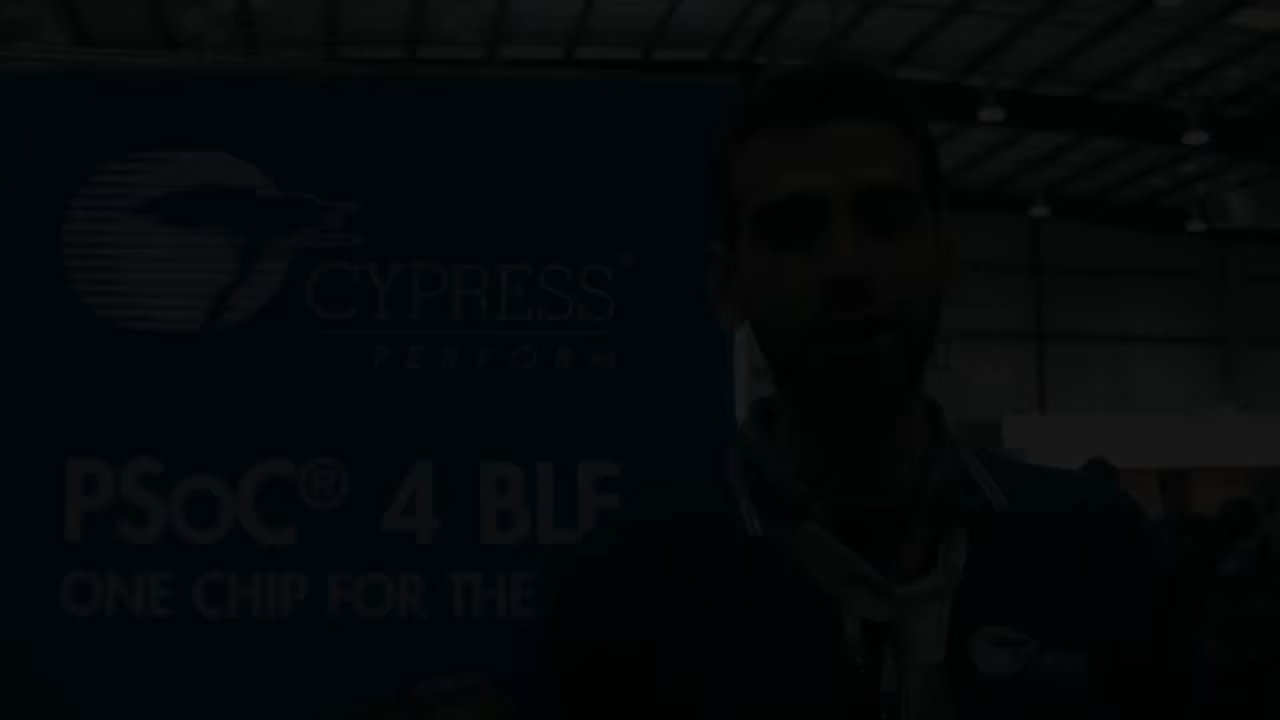 CYPRESS®
PERFORM
PSoC® 4 BLE
ONE CHIP FOR THE